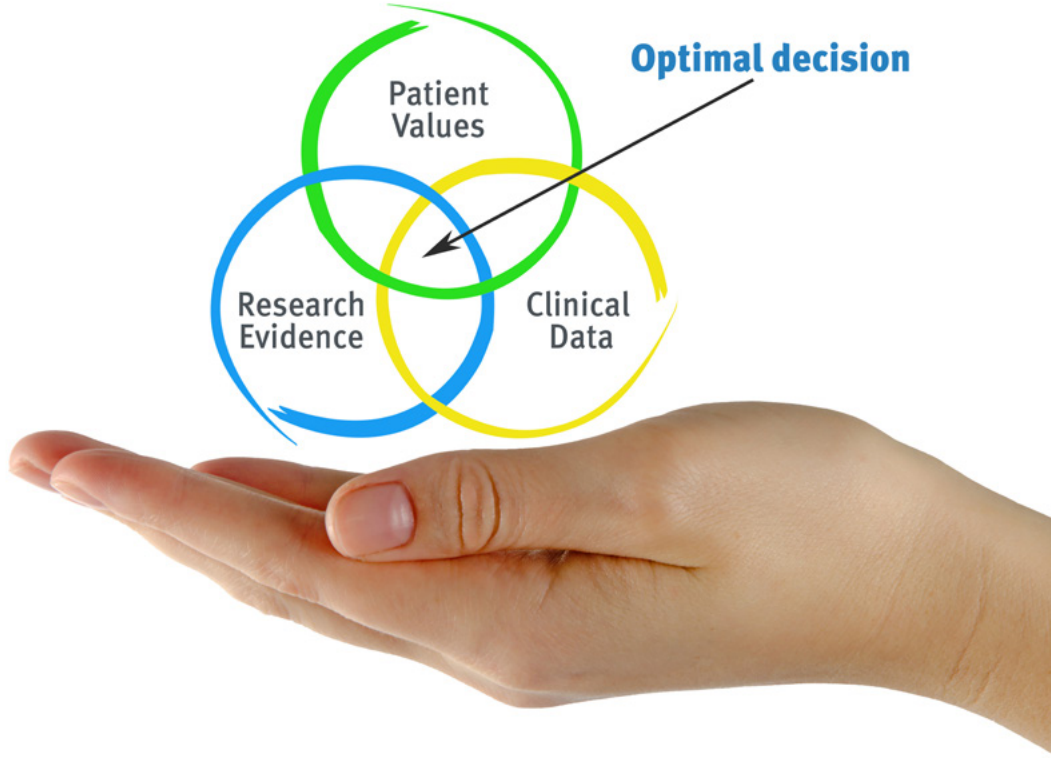 Optimal decision
Patient
Values
Research
Evidence
Clinical
Data